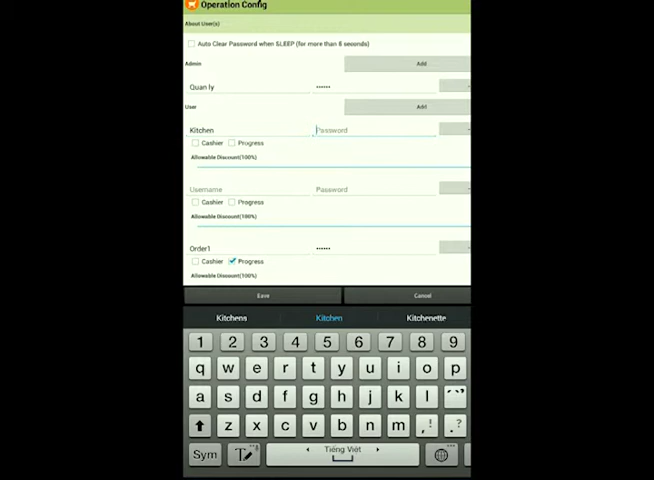 Operation Config
About User(s)
Auto Clear Password when SLEEP (for more than 6 seconds)
Admin Add
Quan ly ······
User Add
Kitchen Password
Cashier Progress
Allowable Discount(100%)
Username Password
Cashier Progress
Allowable Discount(100%)
Order1 ······
Cashier Progress
Allowable Discount(100%)
Save Cancel
Kitchens Kitchen Kitchenette
1 2 3 4 5 6 7 8 9
q w e r t y u i o p
a s d f g h j k l
z x c v b n m ,! .?
Sym T Tiếng Việt